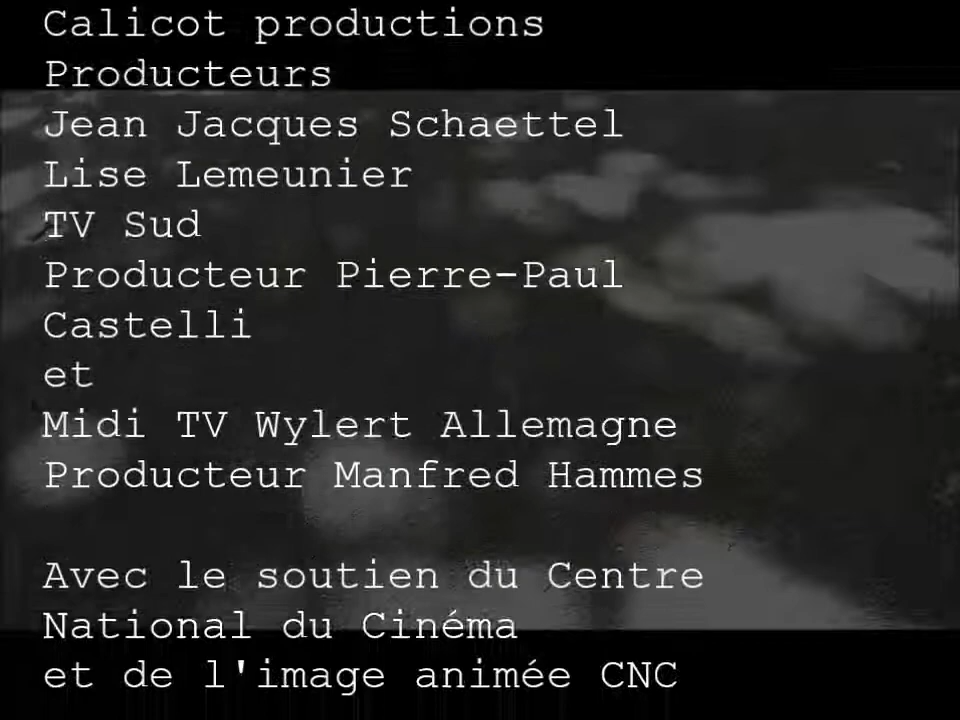 Calicot productions
Producteurs
Jean Jacques Schaettel
Lise Lemeunier
TV Sud
Producteur Pierre-Paul
Castelli
et
Midi TV Wylert Allemagne
Producteur Manfred Hammes
Avec le soutien du Centre
National du Cinéma
et de l'image animée CNC